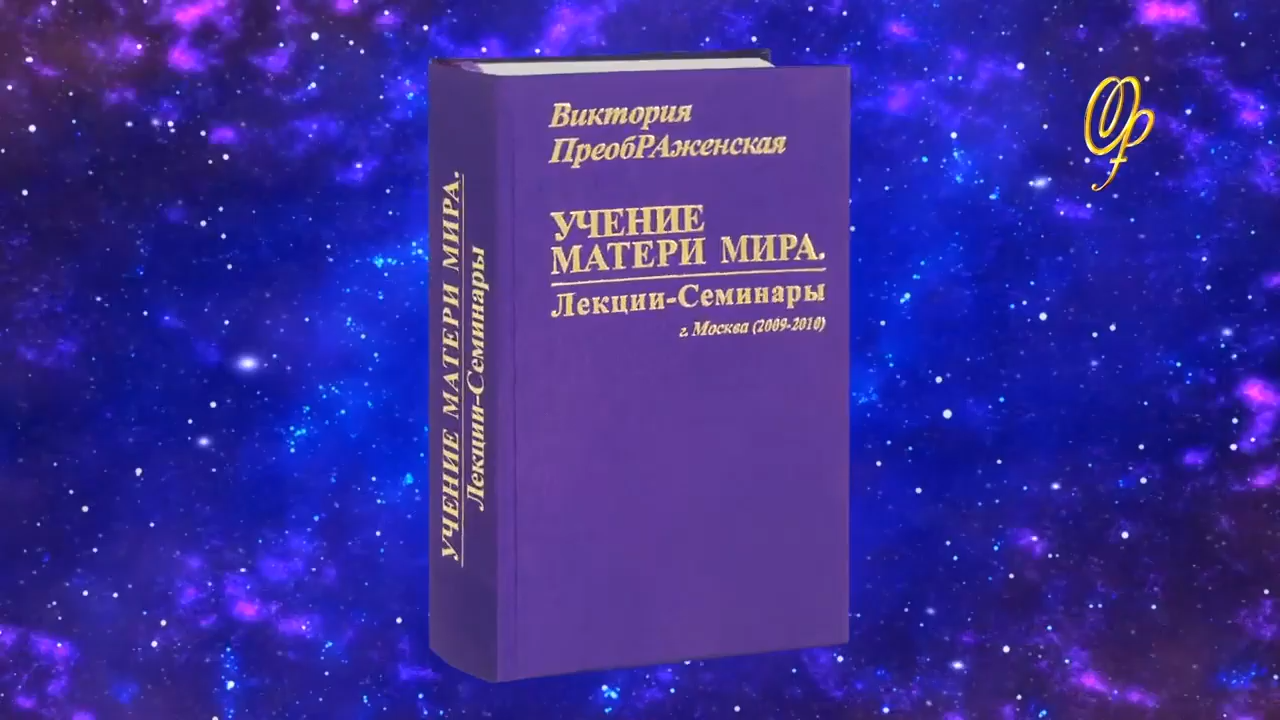 Виктория
ПреобРАженская
УЧЕНИЕ
МАТЕРИ МИРА.
Лекции-Семинары
г. Москва (2009-2010)
УЧЕНИЕ МАТЕРИ МИРА.
Лекции-Семинары